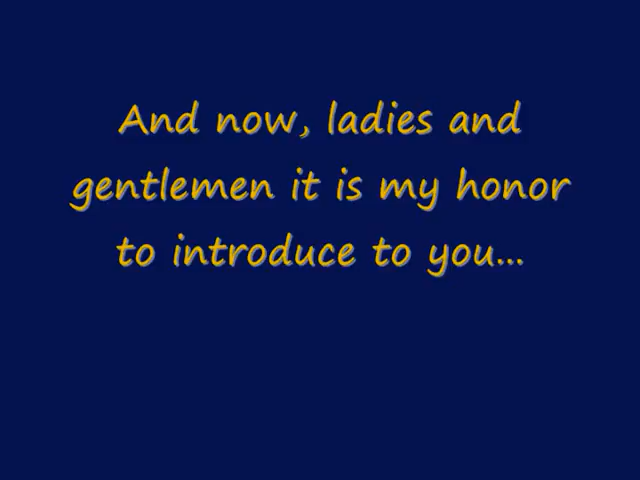 And now, ladies and
gentlemen it is my honor
to introduce to you...